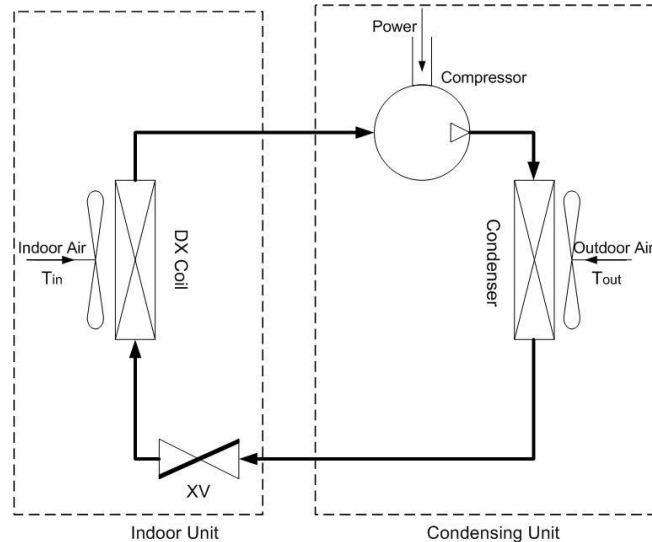 Power
Compressor
Indoor Air
Tin
DX Coil
Condenser
Outdoor Air
Tout
XV
Indoor Unit
Condensing Unit